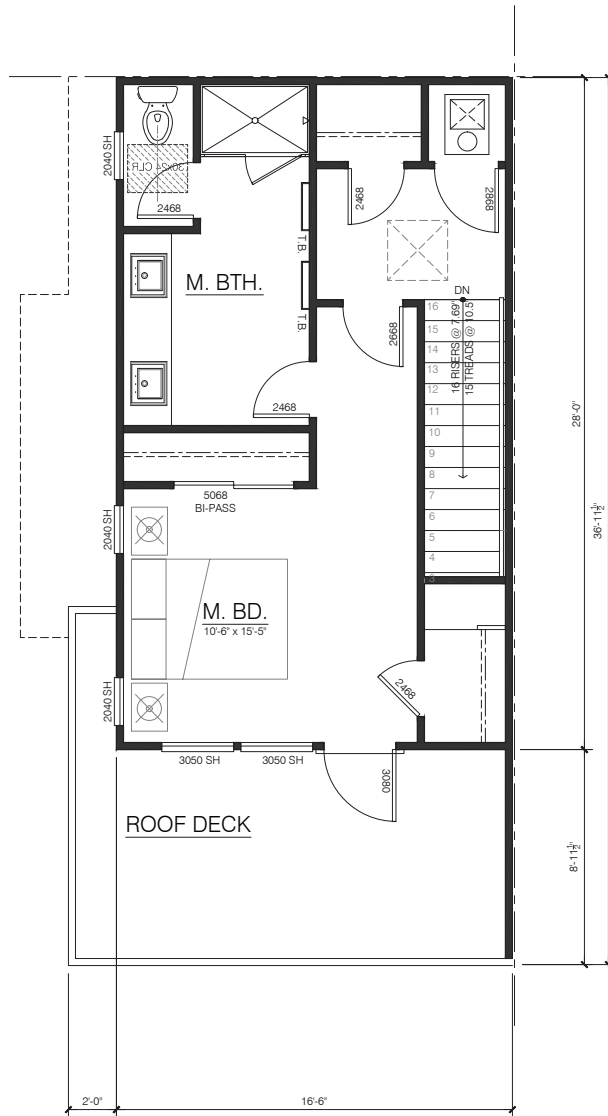 2040 SH
30x24 CLR
2468
2468
2868
T.B.
T.B.
M. BTH.
DN
16
15
14
13
12
11
10
9
8
7
6
5
4
3
16 RISERS @ 7.69"
15 TREADS @ 10.5"
2668
2468
28'-0"
36'-11½"
5068
BI-PASS
2040 SH
M. BD.
10'-6" x 15'-5"
2468
2040 SH
3050 SH
3050 SH
3080
ROOF DECK
8'-11½"
2'-0"
16'-6"